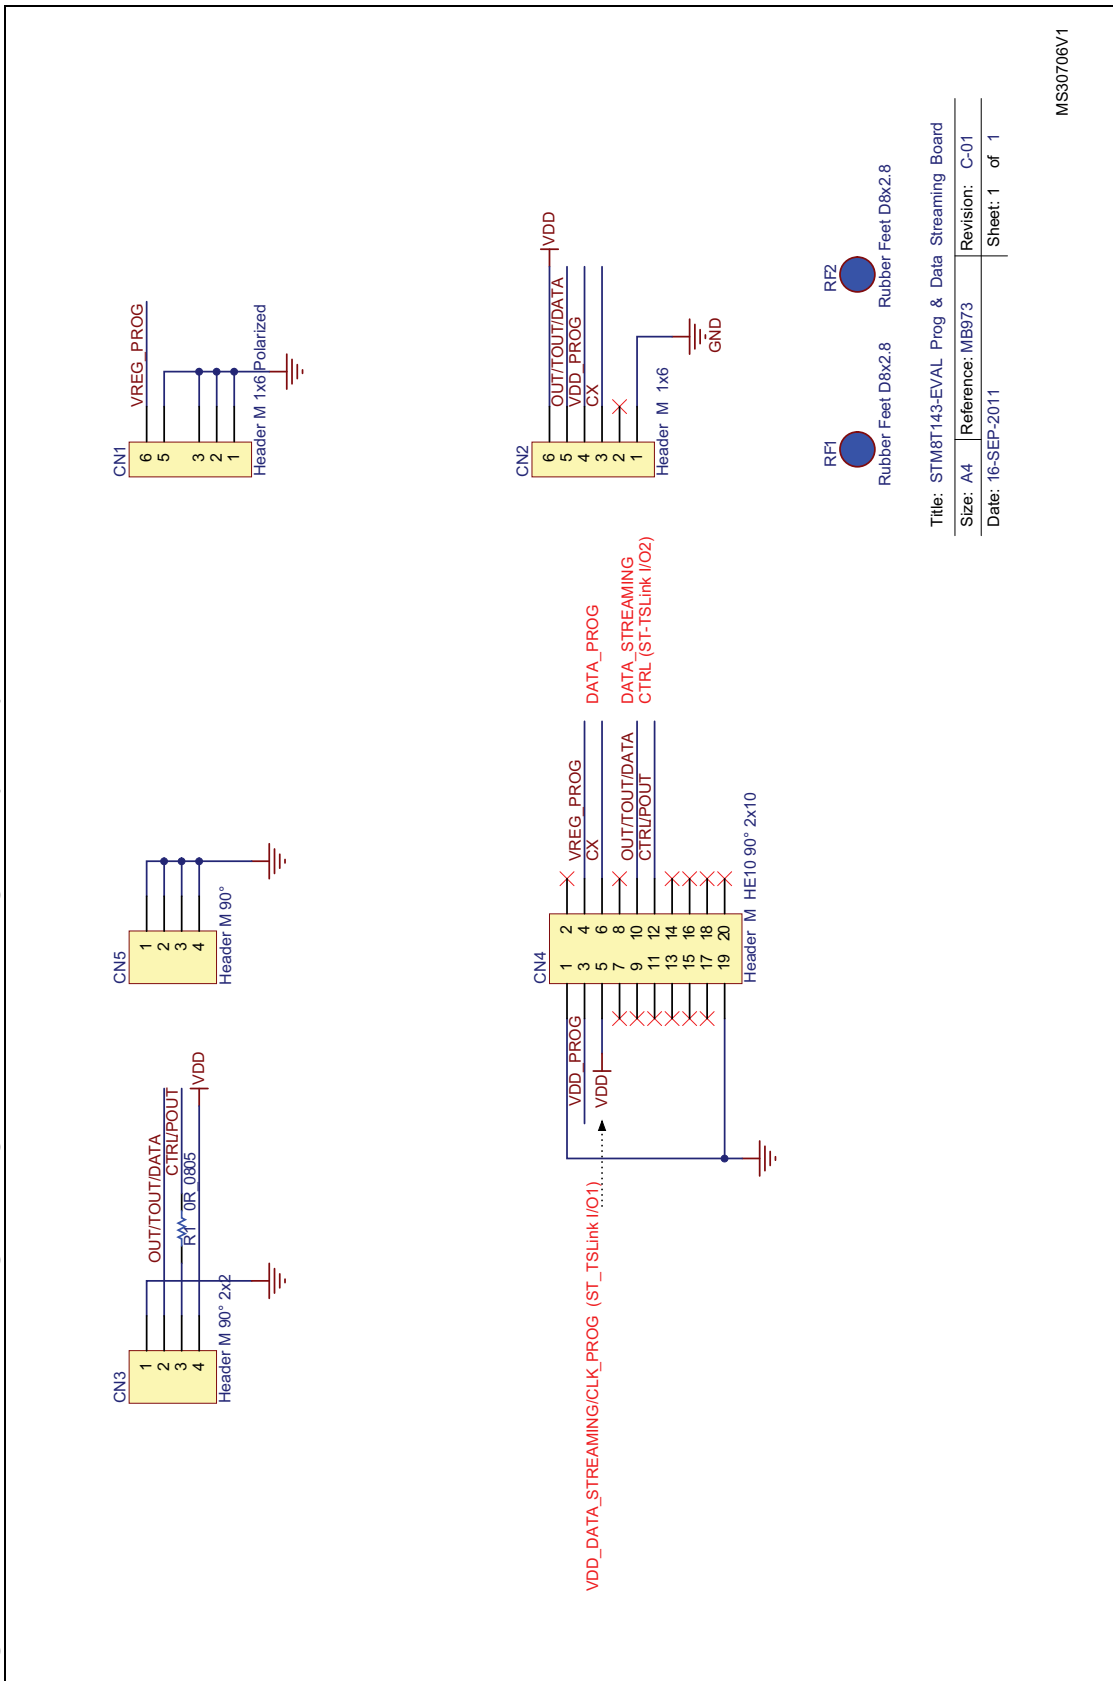 CN3
1
2
3
4
Header M 90° 2x2
OUT/TOUT/DATA
CTRL/POUT
R1
0R_0805
VDD
CN5
1
2
3
4
Header M 90°
CN1
6
5
3
2
1
Header M 1x6 Polarized
VREG_PROG
VDD_DATA_STREAMING/CLK_PROG (ST_TSLink I/O1)
VDD_PROG
VDD
CN4
1 2
3 4
5 6
7 8
9 10
11 12
13 14
15 16
17 18
19 20
Header M HE10 90° 2x10
VREG_PROG
CX
OUT/TOUT/DATA
CTRL/POUT
DATA_PROG
DATA_STREAMING
CTRL (ST-TSLink I/O2)
CN2
6
5
4
3
2
1
Header M 1x6
OUT/TOUT/DATA
VDD_PROG
CX
VDD
GND
RF1
Rubber Feet D8x2.8
RF2
Rubber Feet D8x2.8
Title: STM8T143-EVAL Prog & Data Streaming Board
Size: A4 Reference: MB973 Revision: C-01
Date: 16-SEP-2011 Sheet: 1 of 1
MS30706V1